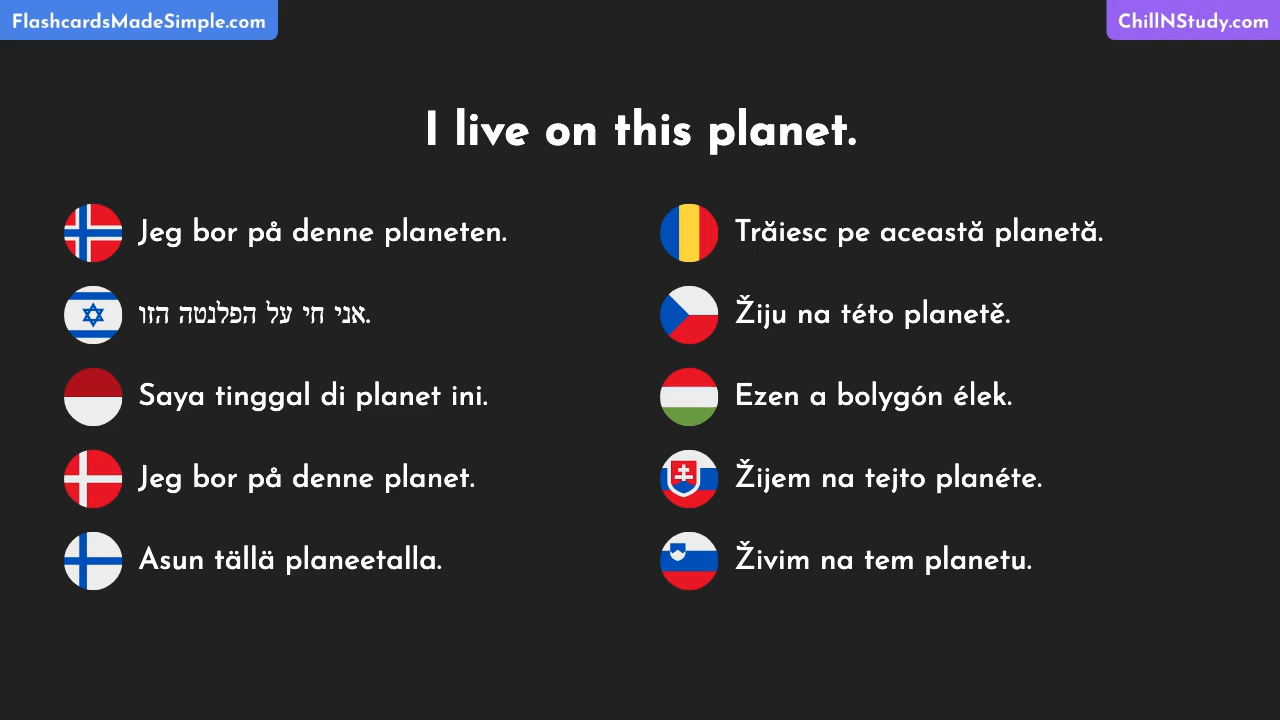 FlashcardsMadeSimple.com
ChillNStudy.com
I live on this planet.
Jeg bor på denne planeten.
אני חי על הפלנטה הזו.
Saya tinggal di planet ini.
Jeg bor på denne planet.
Asun tällä planeetalla.
Trăiesc pe această planetă.
Žiju na této planetě.
Ezen a bolygón élek.
Žijem na tejto planéte.
Živim na tem planetu.